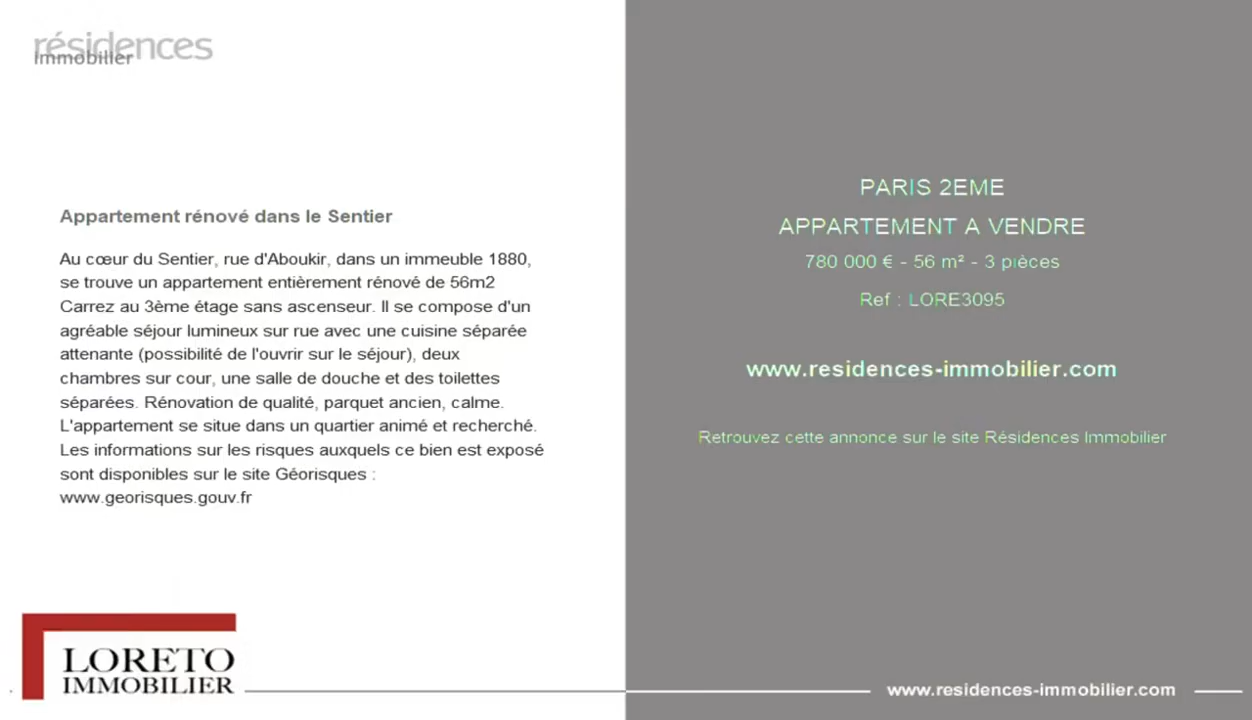 résidences
Immobilier
Appartement rénové dans le Sentier
Au cœur du Sentier, rue d'Aboukir, dans un immeuble 1880,
se trouve un appartement entièrement rénové de 56m2
Carrez au 3ème étage sans ascenseur. Il se compose d'un
agréable séjour lumineux sur rue avec une cuisine séparée
attenante (possibilité de l'ouvrir sur le séjour), deux
chambres sur cour, une salle de douche et des toilettes
séparées. Rénovation de qualité, parquet ancien, calme.
L'appartement se situe dans un quartier animé et recherché.
Les informations sur les risques auxquels ce bien est exposé
sont disponibles sur le site Géorisques :
www.georisques.gouv.fr
LORETO
IMMOBILIER
PARIS 2EME
APPARTEMENT A VENDRE
780 000 € - 56 m² - 3 pièces
Ref : LORE3095
www.residences-immobilier.com
Retrouvez cette annonce sur le site Résidences Immobilier
www.residences-immobilier.com